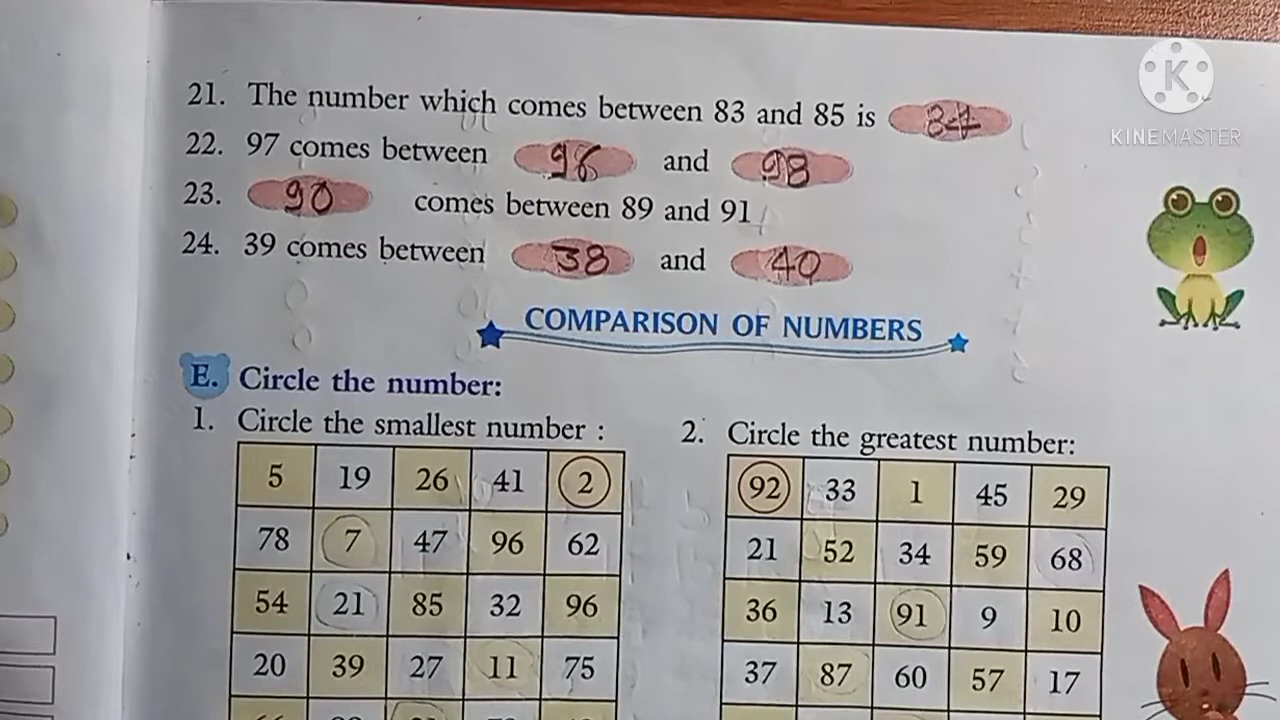 21. The number which comes between 83 and 85 is 84
22. 97 comes between 96 and 98
23. 90 comes between 89 and 91
24. 39 comes between 38 and 40
COMPARISON OF NUMBERS
E. Circle the number:
1. Circle the smallest number :
5 19 26 41 2
78 7 47 96 62
54 21 85 32 96
20 39 27 11 75
2. Circle the greatest number:
92 33 1 45 29
21 52 34 59 68
36 13 91 9 10
37 87 60 57 17
K
KINEMASTER